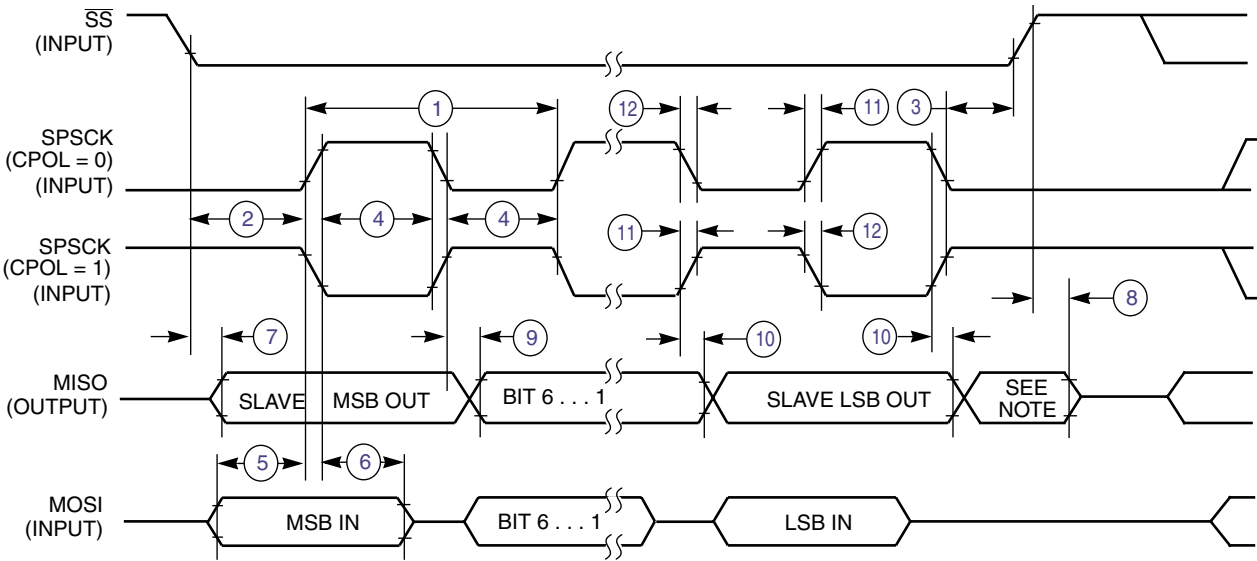 SS
(INPUT)
1
12
11
3
SPSCK
(CPOL = 0)
(INPUT)
2
4
4
SPSCK
(CPOL = 1)
(INPUT)
11
12
8
7
9
10
10
MISO
(OUTPUT)
SLAVE MSB OUT
BIT 6 . . . 1
SLAVE LSB OUT
SEE
NOTE
5
6
MOSI
(INPUT)
MSB IN
BIT 6 . . . 1
LSB IN